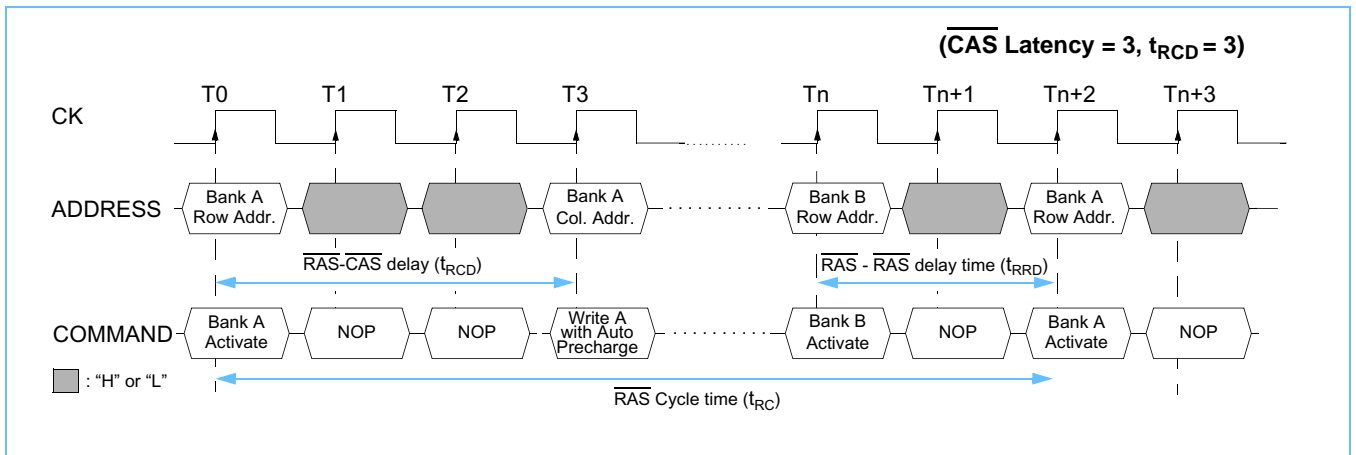 (CAS Latency = 3, tRCD = 3)
T0 T1 T2 T3 Tn Tn+1 Tn+2 Tn+3
CK
ADDRESS
Bank A
Row Addr.
Bank A
Col. Addr.
Bank B
Row Addr.
Bank A
Row Addr.
RAS-CAS delay (tRCD)
RAS - RAS delay time (tRRD)
COMMAND
Bank A
Activate
NOP
NOP
Write A
with Auto
Precharge
Bank B
Activate
NOP
Bank A
Activate
NOP
: “H” or “L”
RAS Cycle time (tRC)